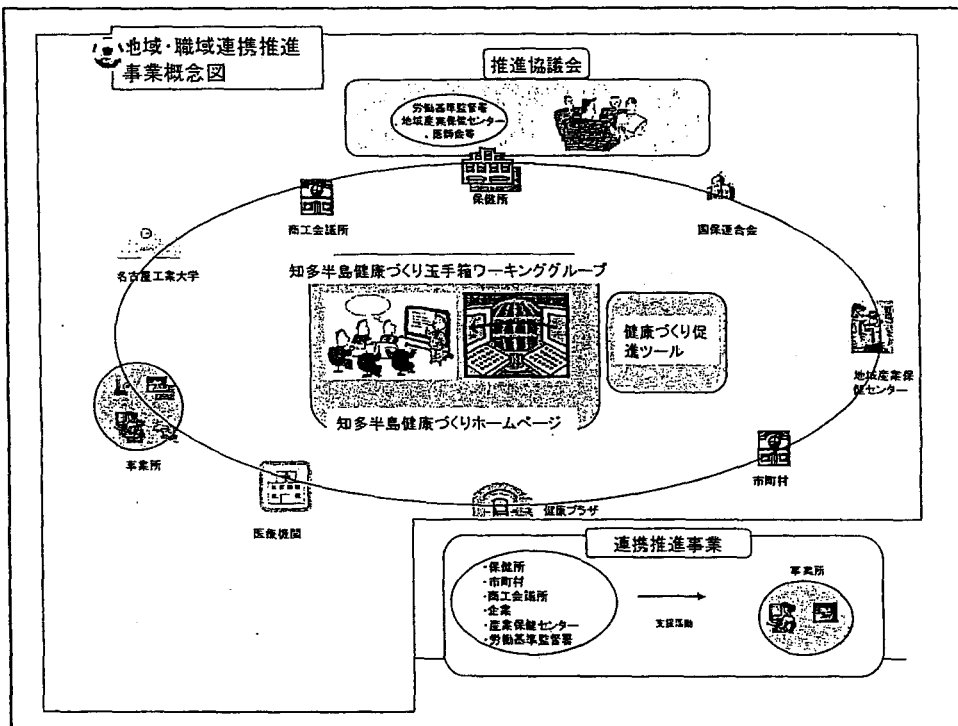 地域・職域連携推進
事業概念図
推進協議会
労働基準監督署
、地域産業保健センター
、医師会等
保健所
商工会議所
国保連合会
名古屋工業大学
知多半島健康づくり玉手箱ワーキンググループ
健康づくり促
進ツール
地域産業保
健センター
知多半島健康づくりホームページ
事業所
市町村
医療機関
健康プラザ
連携推進事業
・保健所
・市町村
・商工会議所
・企業
・産業保健センター
・労働基準監督署
支援活動
事業所